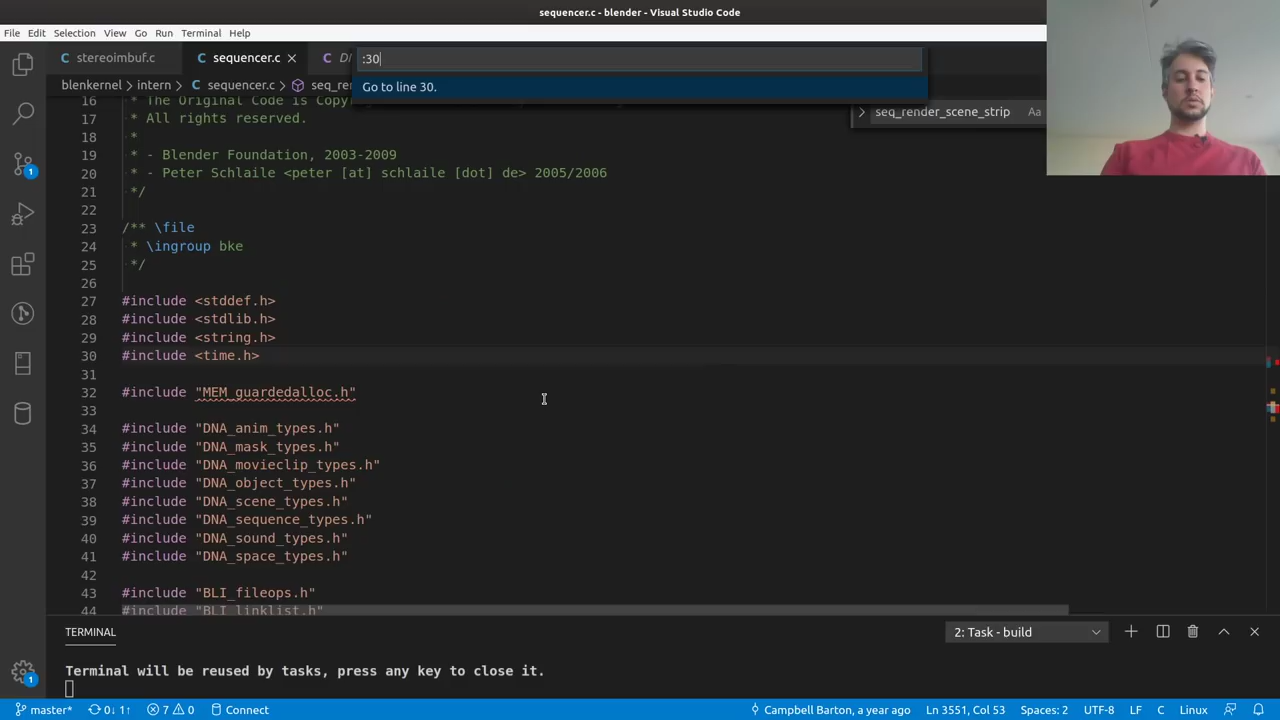 sequencer.c - blender - Visual Studio Code
File Edit Selection View Go Run Terminal Help
stereoimbuf.c
sequencer.c
blenkernel
intern
sequencer.c
:30
Go to line 30.
seq_render_scene_strip
Aa
16 * The Original Code is
17 * All rights reserved.
18 *
19 * - Blender Foundation, 2003-2009
20 * - Peter Schlaile <peter [at] schlaile [dot] de> 2005/2006
21 */
22
23 /** \file
24 * \ingroup bke
25 */
26
27 #include <stddef.h>
28 #include <stdlib.h>
29 #include <string.h>
30 #include <time.h>
31
32 #include "MEM_guardedalloc.h"
33
34 #include "DNA_anim_types.h"
35 #include "DNA_mask_types.h"
36 #include "DNA_movieclip_types.h"
37 #include "DNA_object_types.h"
38 #include "DNA_scene_types.h"
39 #include "DNA_sequence_types.h"
40 #include "DNA_sound_types.h"
41 #include "DNA_space_types.h"
42
43 #include "BLI_fileops.h"
44 #include "BLI_linklist.h"
1
1
TERMINAL
2: Task - build
Terminal will be reused by tasks, press any key to close it.
master* 0↓ 1↑ 7 0 Connect Campbell Barton, a year ago Ln 3551, Col 53 Spaces: 2 UTF-8 LF C Linux